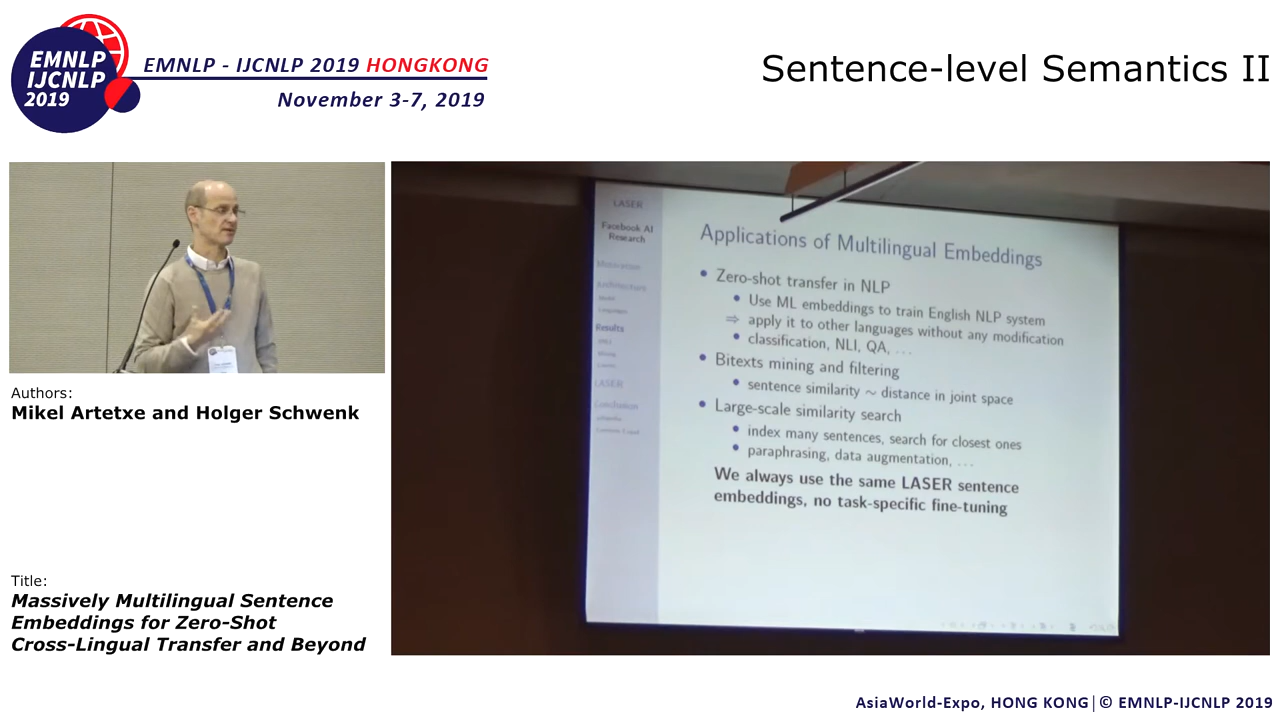 EMNLP
IJCNLP
2019
EMNLP - IJCNLP 2019 HONGKONG
November 3-7, 2019
Sentence-level Semantics II
LASER
Facebook AI
Research
Motivation
Architecture
Results
LASER
Conclusion
Applications of Multilingual Embeddings
• Zero-shot transfer in NLP
• Use ML embeddings to train English NLP system
⇒ apply it to other languages without any modification
• classification, NLI, QA, ...
• Bitexts mining and filtering
• sentence similarity ~ distance in joint space
• Large-scale similarity search
• index many sentences, search for closest ones
• paraphrasing, data augmentation, ...
We always use the same LASER sentence
embeddings, no task-specific fine-tuning
Authors:
Mikel Artetxe and Holger Schwenk
Title:
Massively Multilingual Sentence
Embeddings for Zero-Shot
Cross-Lingual Transfer and Beyond
AsiaWorld-Expo, HONG KONG|© EMNLP-IJCNLP 2019